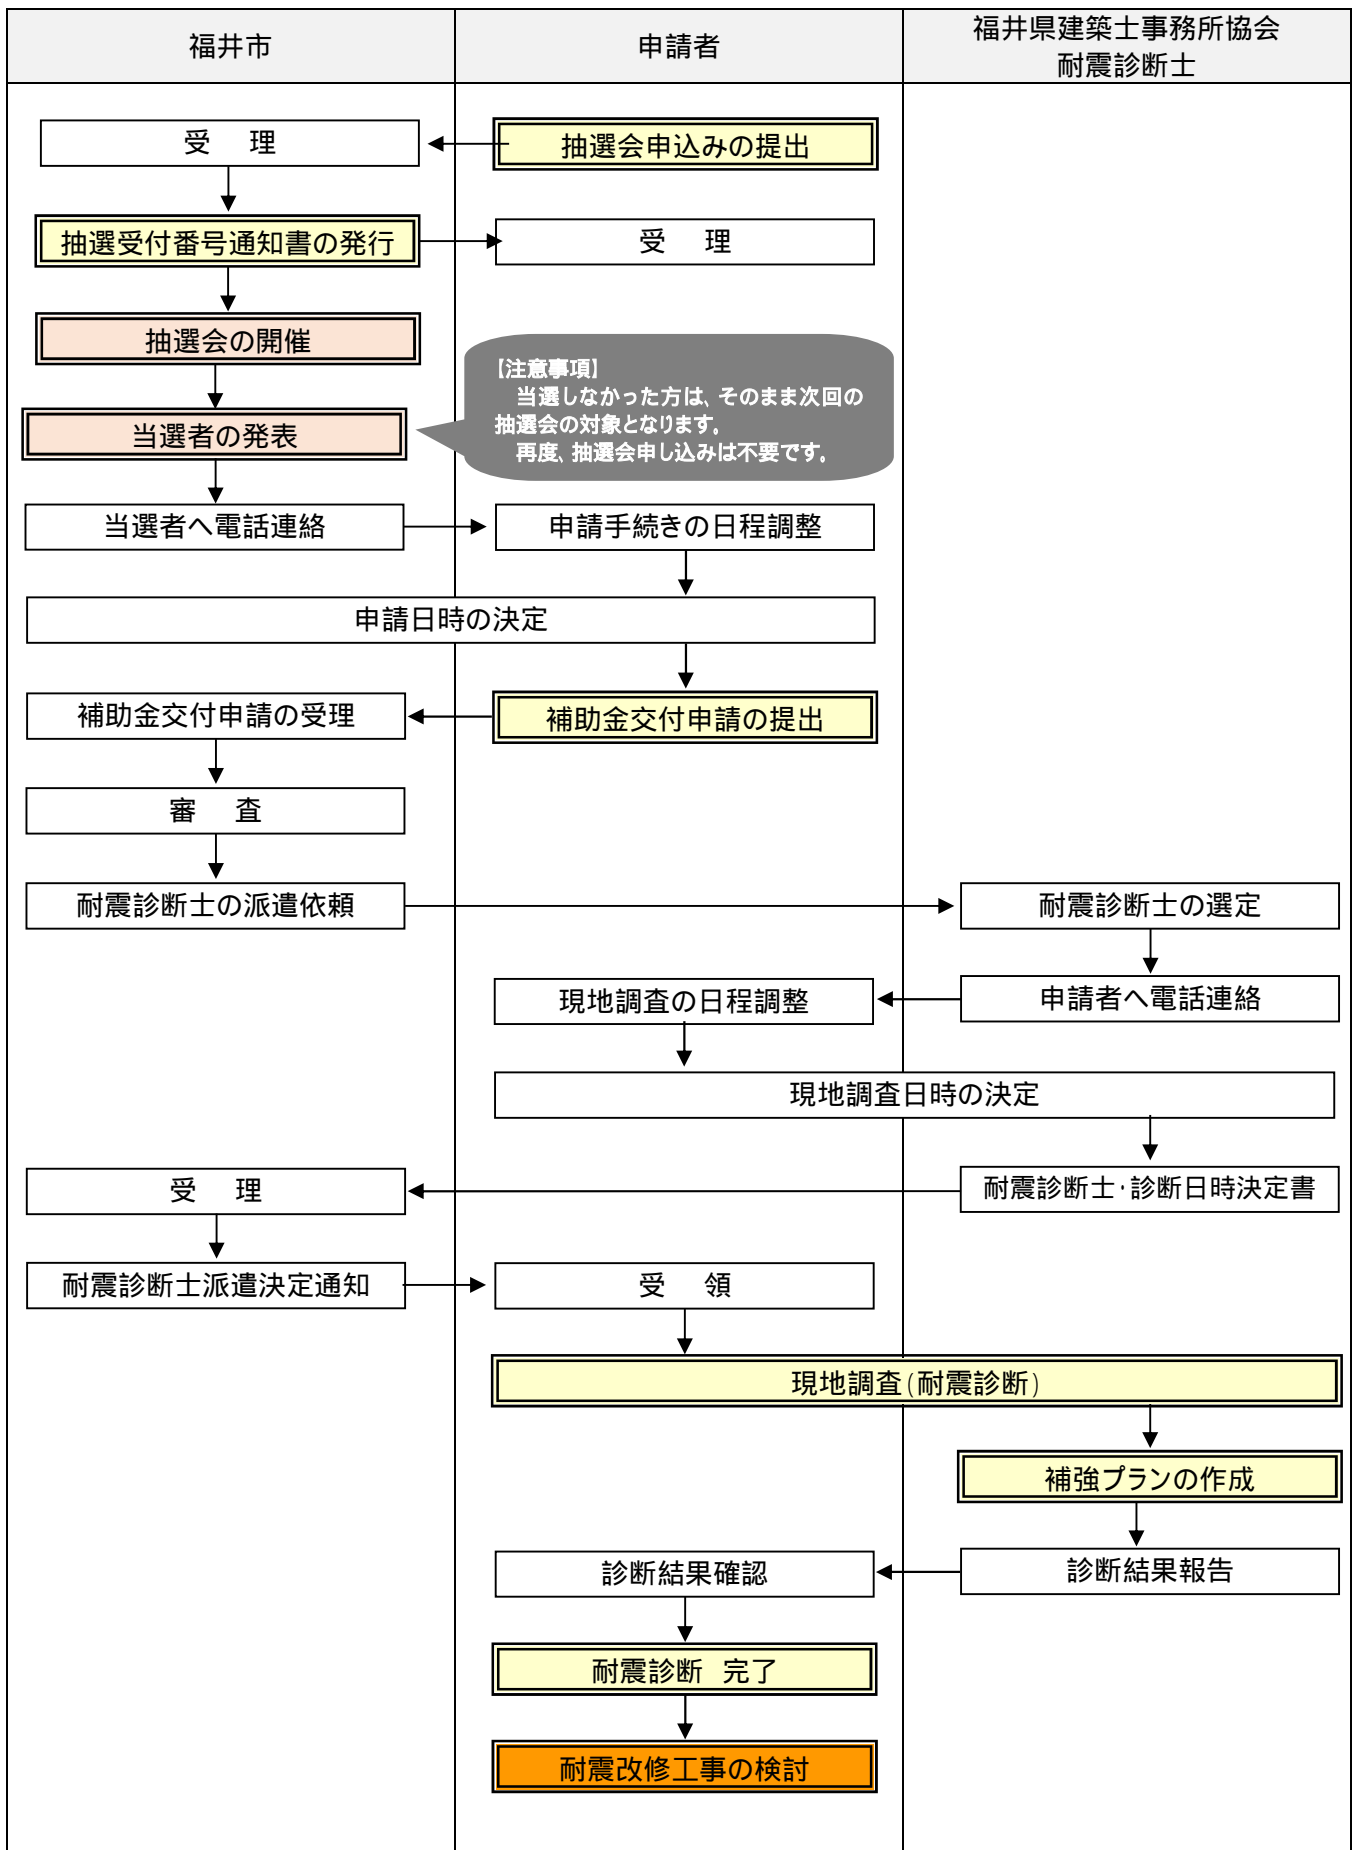 福井市
申請者
福井県建築士事務所協会
耐震診断士
受　理
抽選会申込みの提出
抽選受付番号通知書の発行
受　理
抽選会の開催
【注意事項】
当選しなかった方は、そのまま次回の
抽選会の対象となります。
再度、抽選会申し込みは不要です。
当選者の発表
当選者へ電話連絡
申請手続きの日程調整
申請日時の決定
補助金交付申請の受理
補助金交付申請の提出
審　査
耐震診断士の派遣依頼
耐震診断士の選定
現地調査の日程調整
申請者へ電話連絡
現地調査日時の決定
受　理
耐震診断士・診断日時決定書
耐震診断士派遣決定通知
受　領
現地調査(耐震診断)
補強プランの作成
診断結果確認
診断結果報告
耐震診断　完了
耐震改修工事の検討